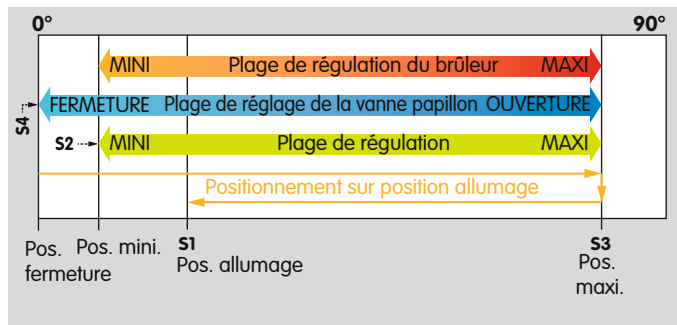 0° 90°
MINI Plage de régulation du brûleur MAXI
FERMETURE Plage de réglage de la vanne papillon OUVERTURE
S4
S2 MINI Plage de régulation MAXI
Positionnement sur position allumage
Pos. fermeture
Pos. mini.
S1
Pos. allumage
S3
Pos.
maxi.